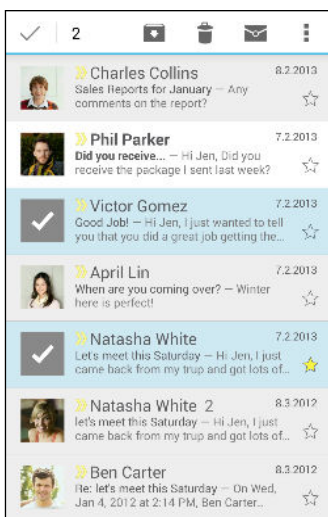 2
Charles Collins 8.2.2013
Sales Reports for January — Any
comments on the report?
Phil Parker 7.2.2013
Did you receive... — Hi Jen, Did you
receive the package I sent last week?
Victor Gomez 7.2.2013
Good Job! — Hi Jen, I just wanted to tell
you that you did a great job getting the...
April Lin 7.2.2013
When are you coming over? — Winter
here is perfect!
Natasha White 7.2.2013
Let's meet this Saturday — Hi Jen, I just
came back from my trup and got lots of...
Natasha White 2 8.3.2012
let's meet this Saturday — Hi Jen, I just
came back from my trup and got lots of...
Ben Carter 8.3.2012
Re: let's meet this Saturday — On Wed,
Jan 4, 2012 at 2:14 PM, Ben Carter...